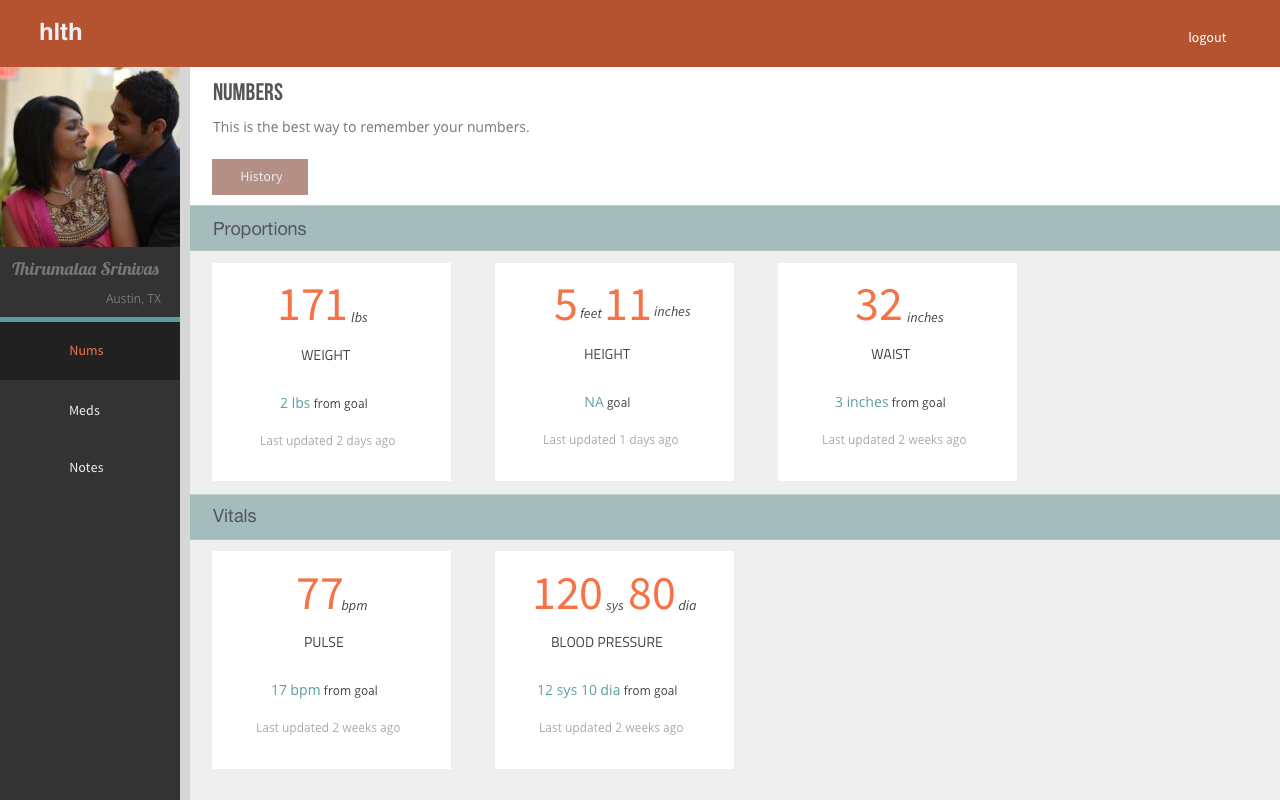 hlth
logout
NUMBERS
This is the best way to remember your numbers.
History
Thirumalaa Srinivas
Austin, TX
Nums
Meds
Notes
Proportions
171 lbs
WEIGHT
2 lbs from goal
Last updated 2 days ago
5 feet 11 inches
HEIGHT
NA goal
Last updated 1 days ago
32 inches
WAIST
3 inches from goal
Last updated 2 weeks ago
Vitals
77 bpm
PULSE
17 bpm from goal
Last updated 2 weeks ago
120 sys 80 dia
BLOOD PRESSURE
12 sys 10 dia from goal
Last updated 2 weeks ago